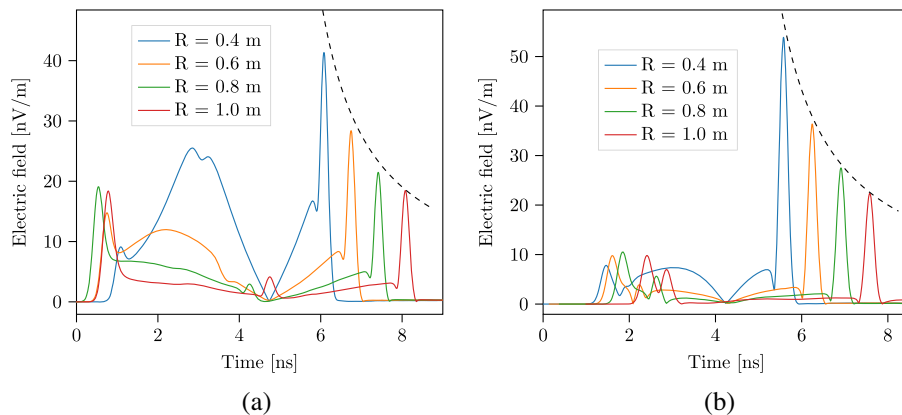 R = 0.4 m
R = 0.6 m
R = 0.8 m
R = 1.0 m
Electric field [nV/m]
40
30
20
10
0
0 2 4 6 8
Time [ns]
(a)
R = 0.4 m
R = 0.6 m
R = 0.8 m
R = 1.0 m
Electric field [nV/m]
50
40
30
20
10
0
0 2 4 6 8
Time [ns]
(b)